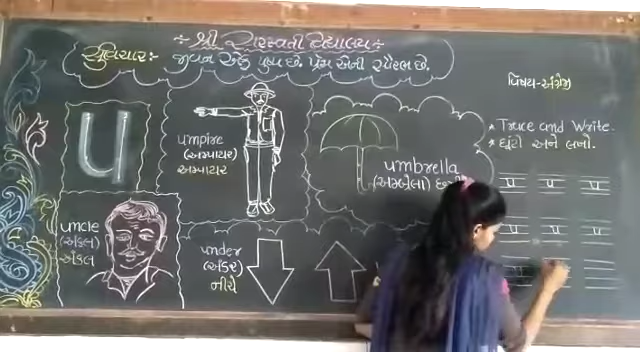 ÷ શ્રી સરસ્વતી વિદ્યાલય ÷
સુવિચાર:- જીવન એક પુષ્પ છે. પ્રેમ એની સૌરભ છે.
વિષય-અંગ્રેજી
u
umpire
(અમ્પાયર)
અમ્પાયર
umbrella
(અમ્બ્રેલા)
* Trace and Write.
* ઘૂંટો અને લખો.
u u u
u u u
u u
uncle
(અંકલ)
અંકલ
under
(અંડર)
નીચે